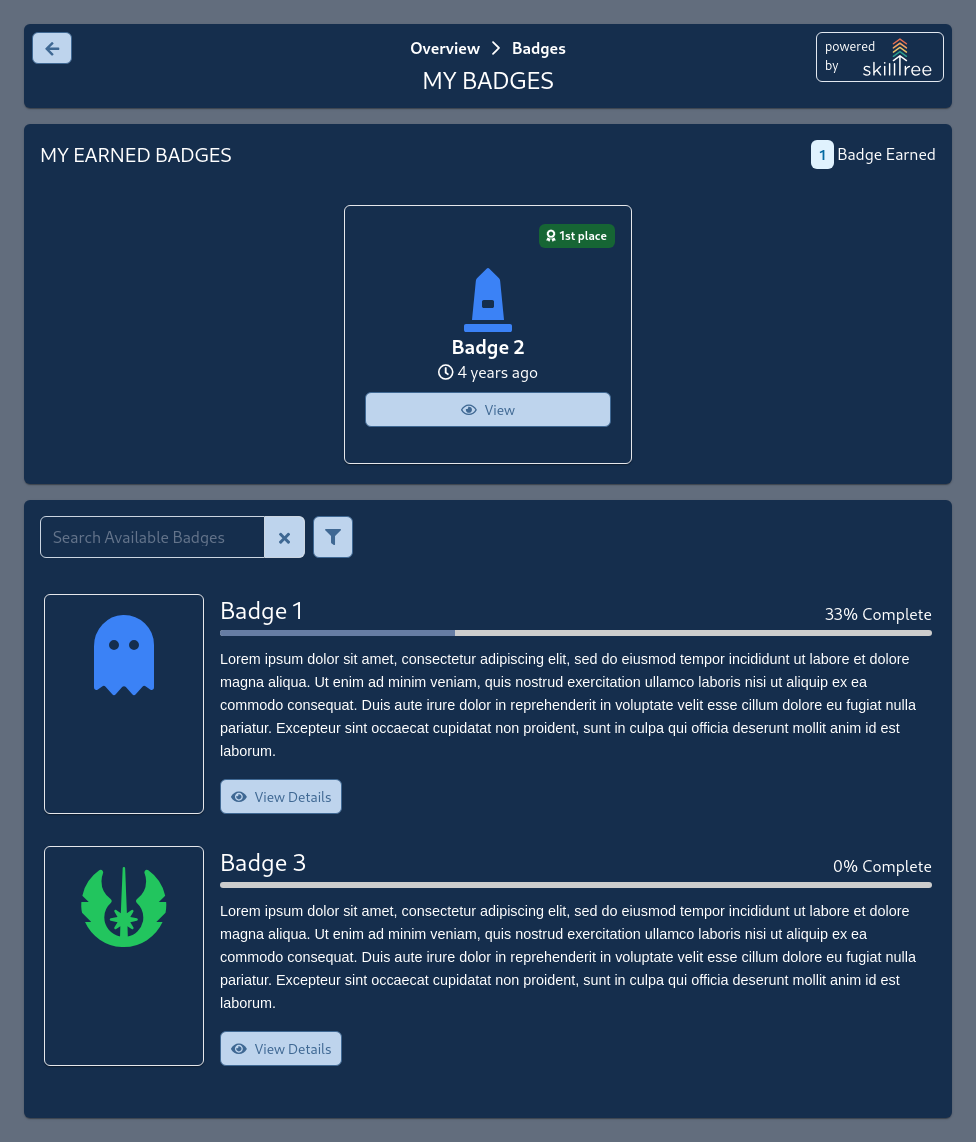 Overview Badges
MY BADGES
powered
by skilltree
MY EARNED BADGES
1 Badge Earned
1st place
Badge 2
4 years ago
View
Search Available Badges
Badge 1
33% Complete
Lorem ipsum dolor sit amet, consectetur adipiscing elit, sed do eiusmod tempor incididunt ut labore et dolore
magna aliqua. Ut enim ad minim veniam, quis nostrud exercitation ullamco laboris nisi ut aliquip ex ea
commodo consequat. Duis aute irure dolor in reprehenderit in voluptate velit esse cillum dolore eu fugiat nulla
pariatur. Excepteur sint occaecat cupidatat non proident, sunt in culpa qui officia deserunt mollit anim id est
laborum.
View Details
Badge 3
0% Complete
Lorem ipsum dolor sit amet, consectetur adipiscing elit, sed do eiusmod tempor incididunt ut labore et dolore
magna aliqua. Ut enim ad minim veniam, quis nostrud exercitation ullamco laboris nisi ut aliquip ex ea
commodo consequat. Duis aute irure dolor in reprehenderit in voluptate velit esse cillum dolore eu fugiat nulla
pariatur. Excepteur sint occaecat cupidatat non proident, sunt in culpa qui officia deserunt mollit anim id est
laborum.
View Details